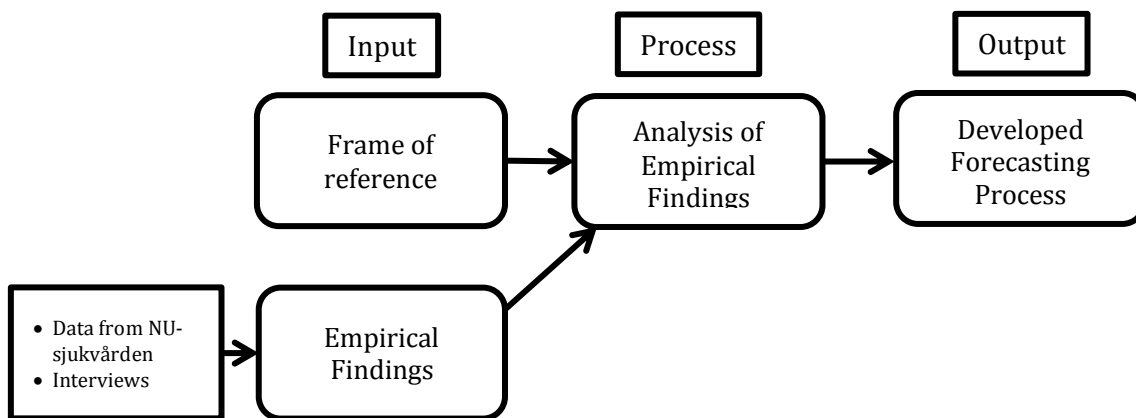 Input
Process
Output
Frame of
reference
Analysis of
Empirical
Findings
Developed
Forecasting
Process
• Data from NU-
sjukvården
• Interviews
Empirical
Findings